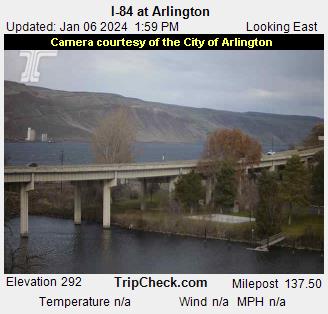 I-84 at Arlington
Updated: Jan 06 2024 1:59 PM Looking East
Camera courtesy of the City of Arlington
Elevation 292 TripCheck.com Milepost 137.50
Temperature n/a Wind n/a MPH n/a